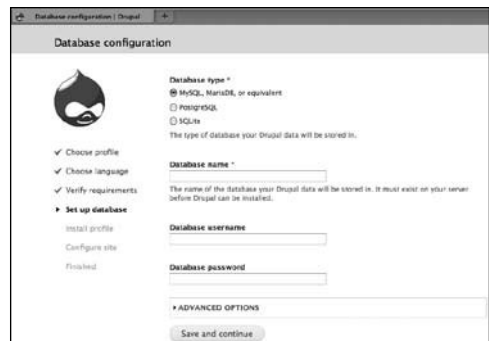 Database configuration | Drupal
+
Database configuration
Database type *
MySQL, MariaDB, or equivalent
PostgreSQL
SQLite
The type of database your Drupal data will be stored in.
Database name *
The name of the database your Drupal data will be stored in. It must exist on your server
before Drupal can be installed.
Database username
Database password
ADVANCED OPTIONS
Save and continue
Choose profile
Choose language
Verify requirements
Set up database
Install profile
Configure site
Finished